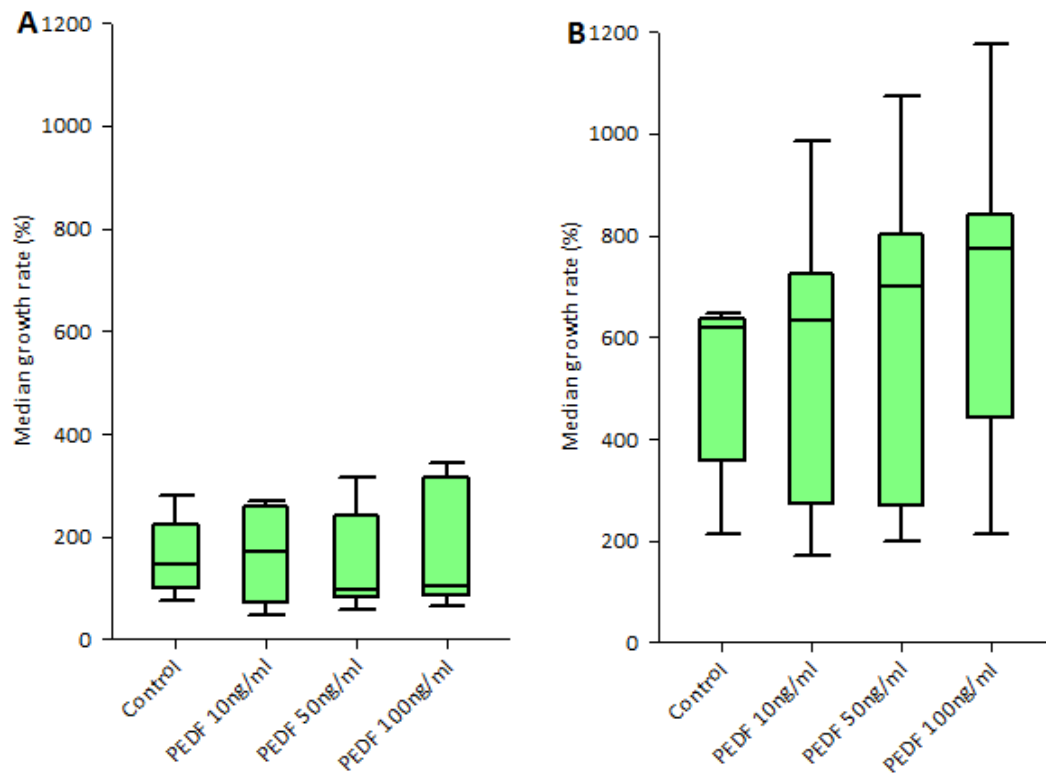 A
1200
1000
800
600
400
200
0
Median growth rate (%)
Control
PEDF 10ng/ml
PEDF 50ng/ml
PEDF 100ng/ml
B
1200
1000
800
600
400
200
0
Median growth rate (%)
Control
PEDF 10ng/ml
PEDF 50ng/ml
PEDF 100ng/ml